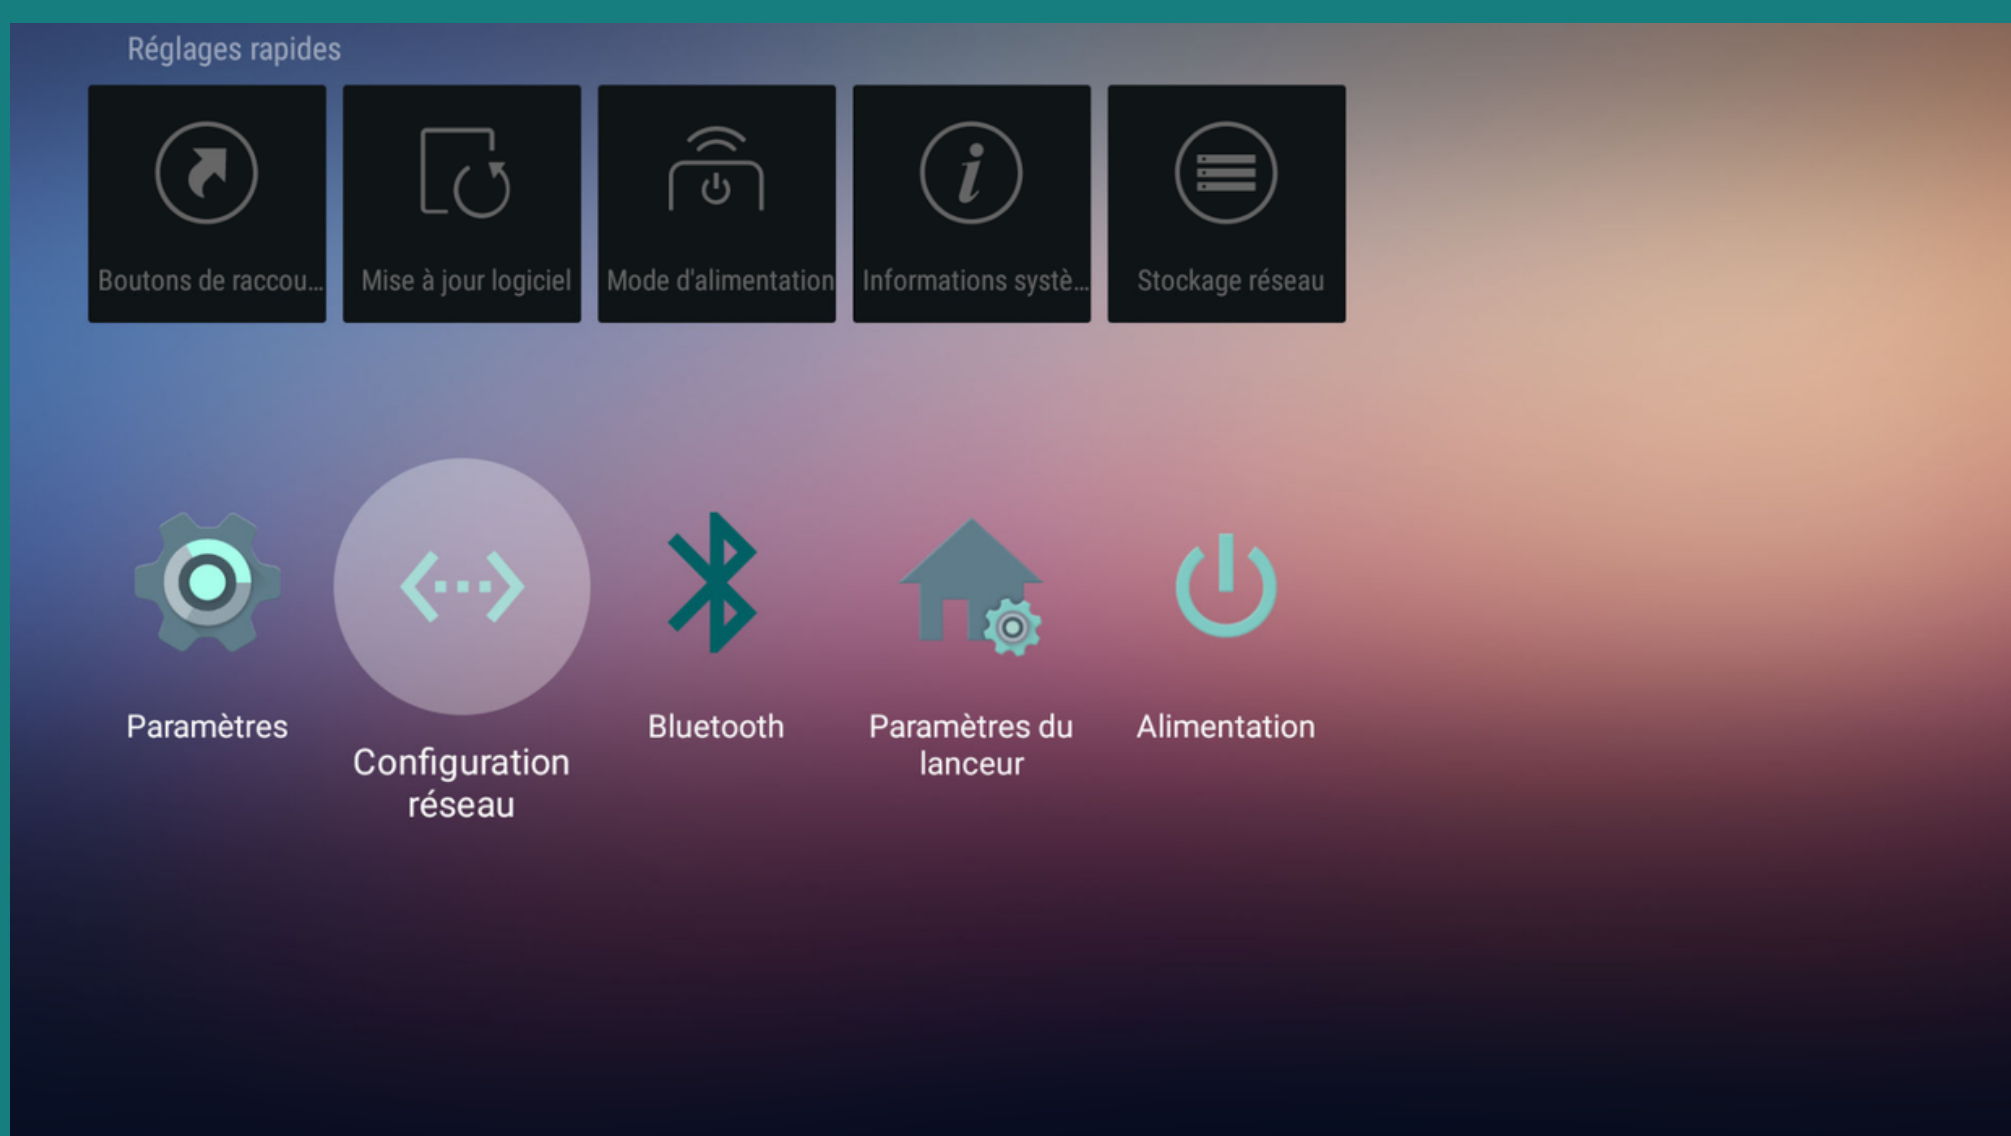 Réglages rapides
Boutons de raccou...
Mise à jour logiciel
Mode d'alimentation
Informations systè...
Stockage réseau
Paramètres
Configuration
réseau
Bluetooth
Paramètres du
lanceur
Alimentation